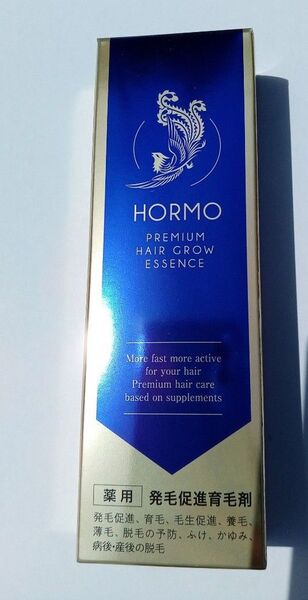 HORMO
PREMIUM
HAIR GROW
ESSENCE
More fast more active
for your hair
Premium hair care
based on supplements
薬用 発毛促進育毛剤
発毛促進、育毛、毛生促進、養毛、
薄毛、脱毛の予防、ふけ、かゆみ、
病後・産後の脱毛